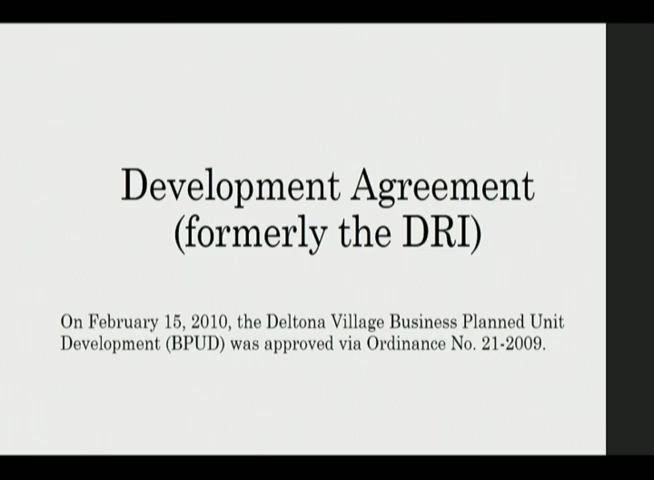 Development Agreement
(formerly the DRI)
On February 15, 2010, the Deltona Village Business Planned Unit
Development (BPUD) was approved via Ordinance No. 21-2009.